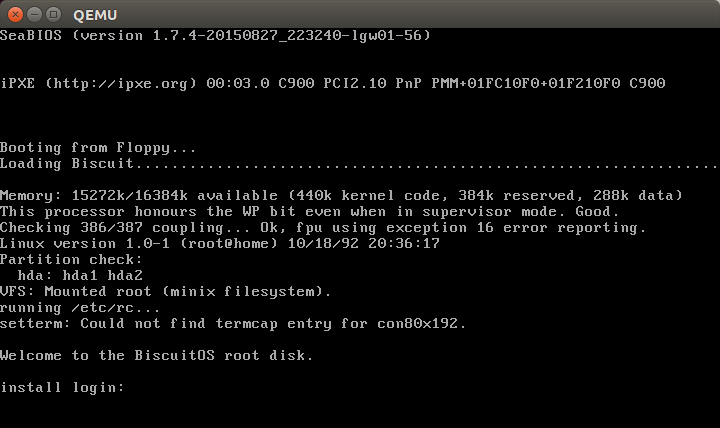 QEMU
SeaBIOS (version 1.7.4-20150827_223240-lgw01-56)
iPXE (http://ipxe.org) 00:03.0 C900 PCI2.10 PnP PMM+01FC10F0+01F210F0 C900
Booting from Floppy...
Loading Biscuit.................................................................
Memory: 15272k/16384k available (440k kernel code, 384k reserved, 288k data)
This processor honours the WP bit even when in supervisor mode. Good.
Checking 386/387 coupling... Ok, fpu using exception 16 error reporting.
Linux version 1.0-1 (root@home) 10/18/92 20:36:17
Partition check:
hda: hda1 hda2
VFS: Mounted root (minix filesystem).
running /etc/rc...
setterm: Could not find termcap entry for con80x192.
Welcome to the BiscuitOS root disk.
install login: